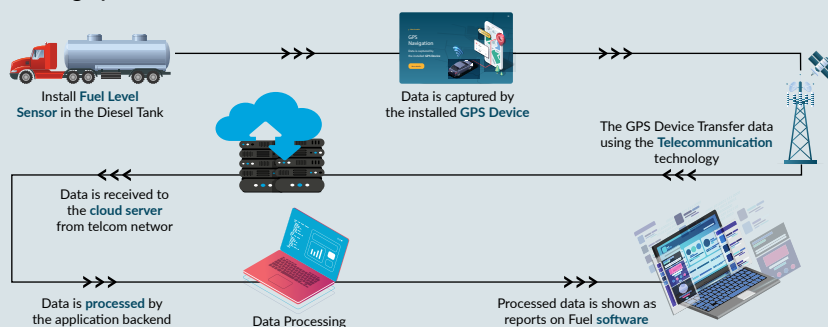 Install Fuel Level
Sensor in the Diesel Tank
GPS
Navigation
Data is captured by
the installed GPS Device
The GPS Device Transfer data
using the Telecommunication
technology
Data is received to
the cloud server
from telcom networ
Data is processed by
the application backend
Data Processing
Processed data is shown as
reports on Fuel software